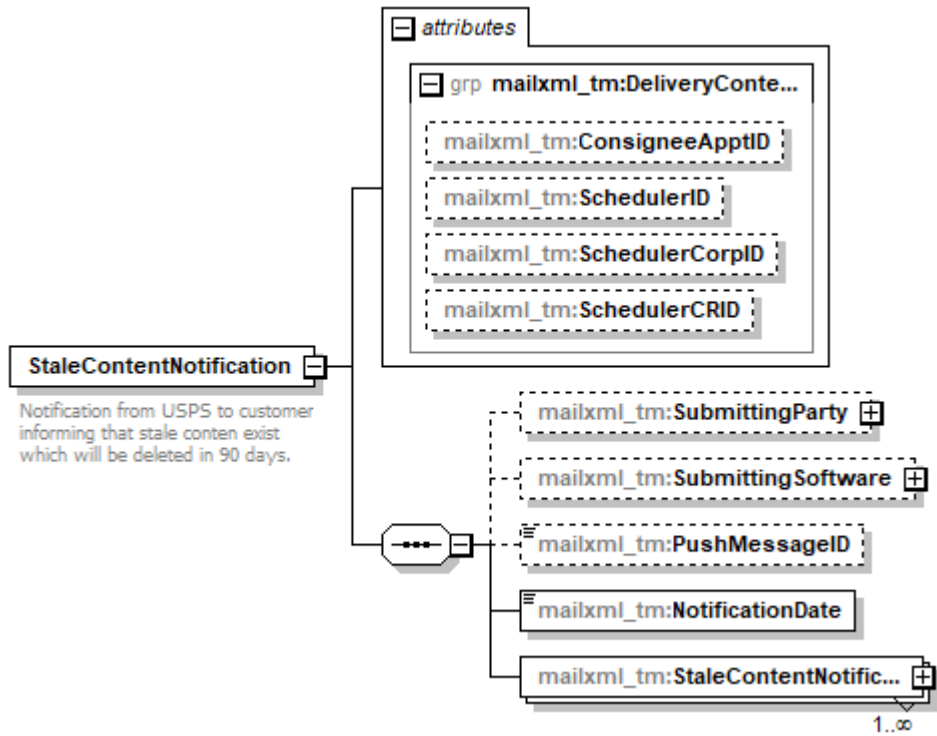 attributes
grp mailxml_tm:DeliveryConte...
mailxml_tm:ConsigneeApptID
mailxml_tm:SchedulerID
mailxml_tm:SchedulerCorpID
mailxml_tm:SchedulerCRID
StaleContentNotification
Notification from USPS to customer
informing that stale conten exist
which will be deleted in 90 days.
mailxml_tm:SubmittingParty
mailxml_tm:SubmittingSoftware
mailxml_tm:PushMessageID
mailxml_tm:NotificationDate
mailxml_tm:StaleContentNotific...
1..∞